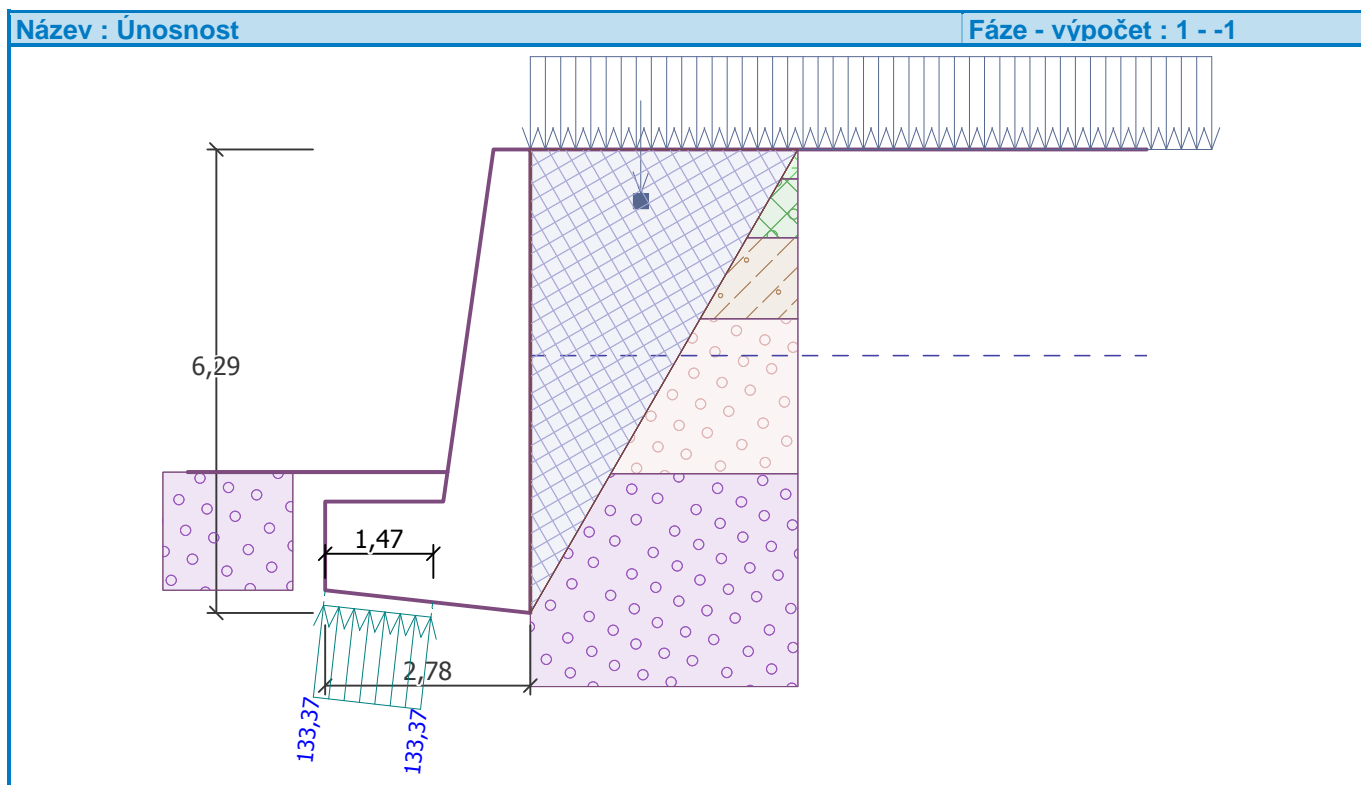 Název : Únosnost
Fáze - výpočet : 1 - -1
6,29
1,47
2,78
133,37
133,37